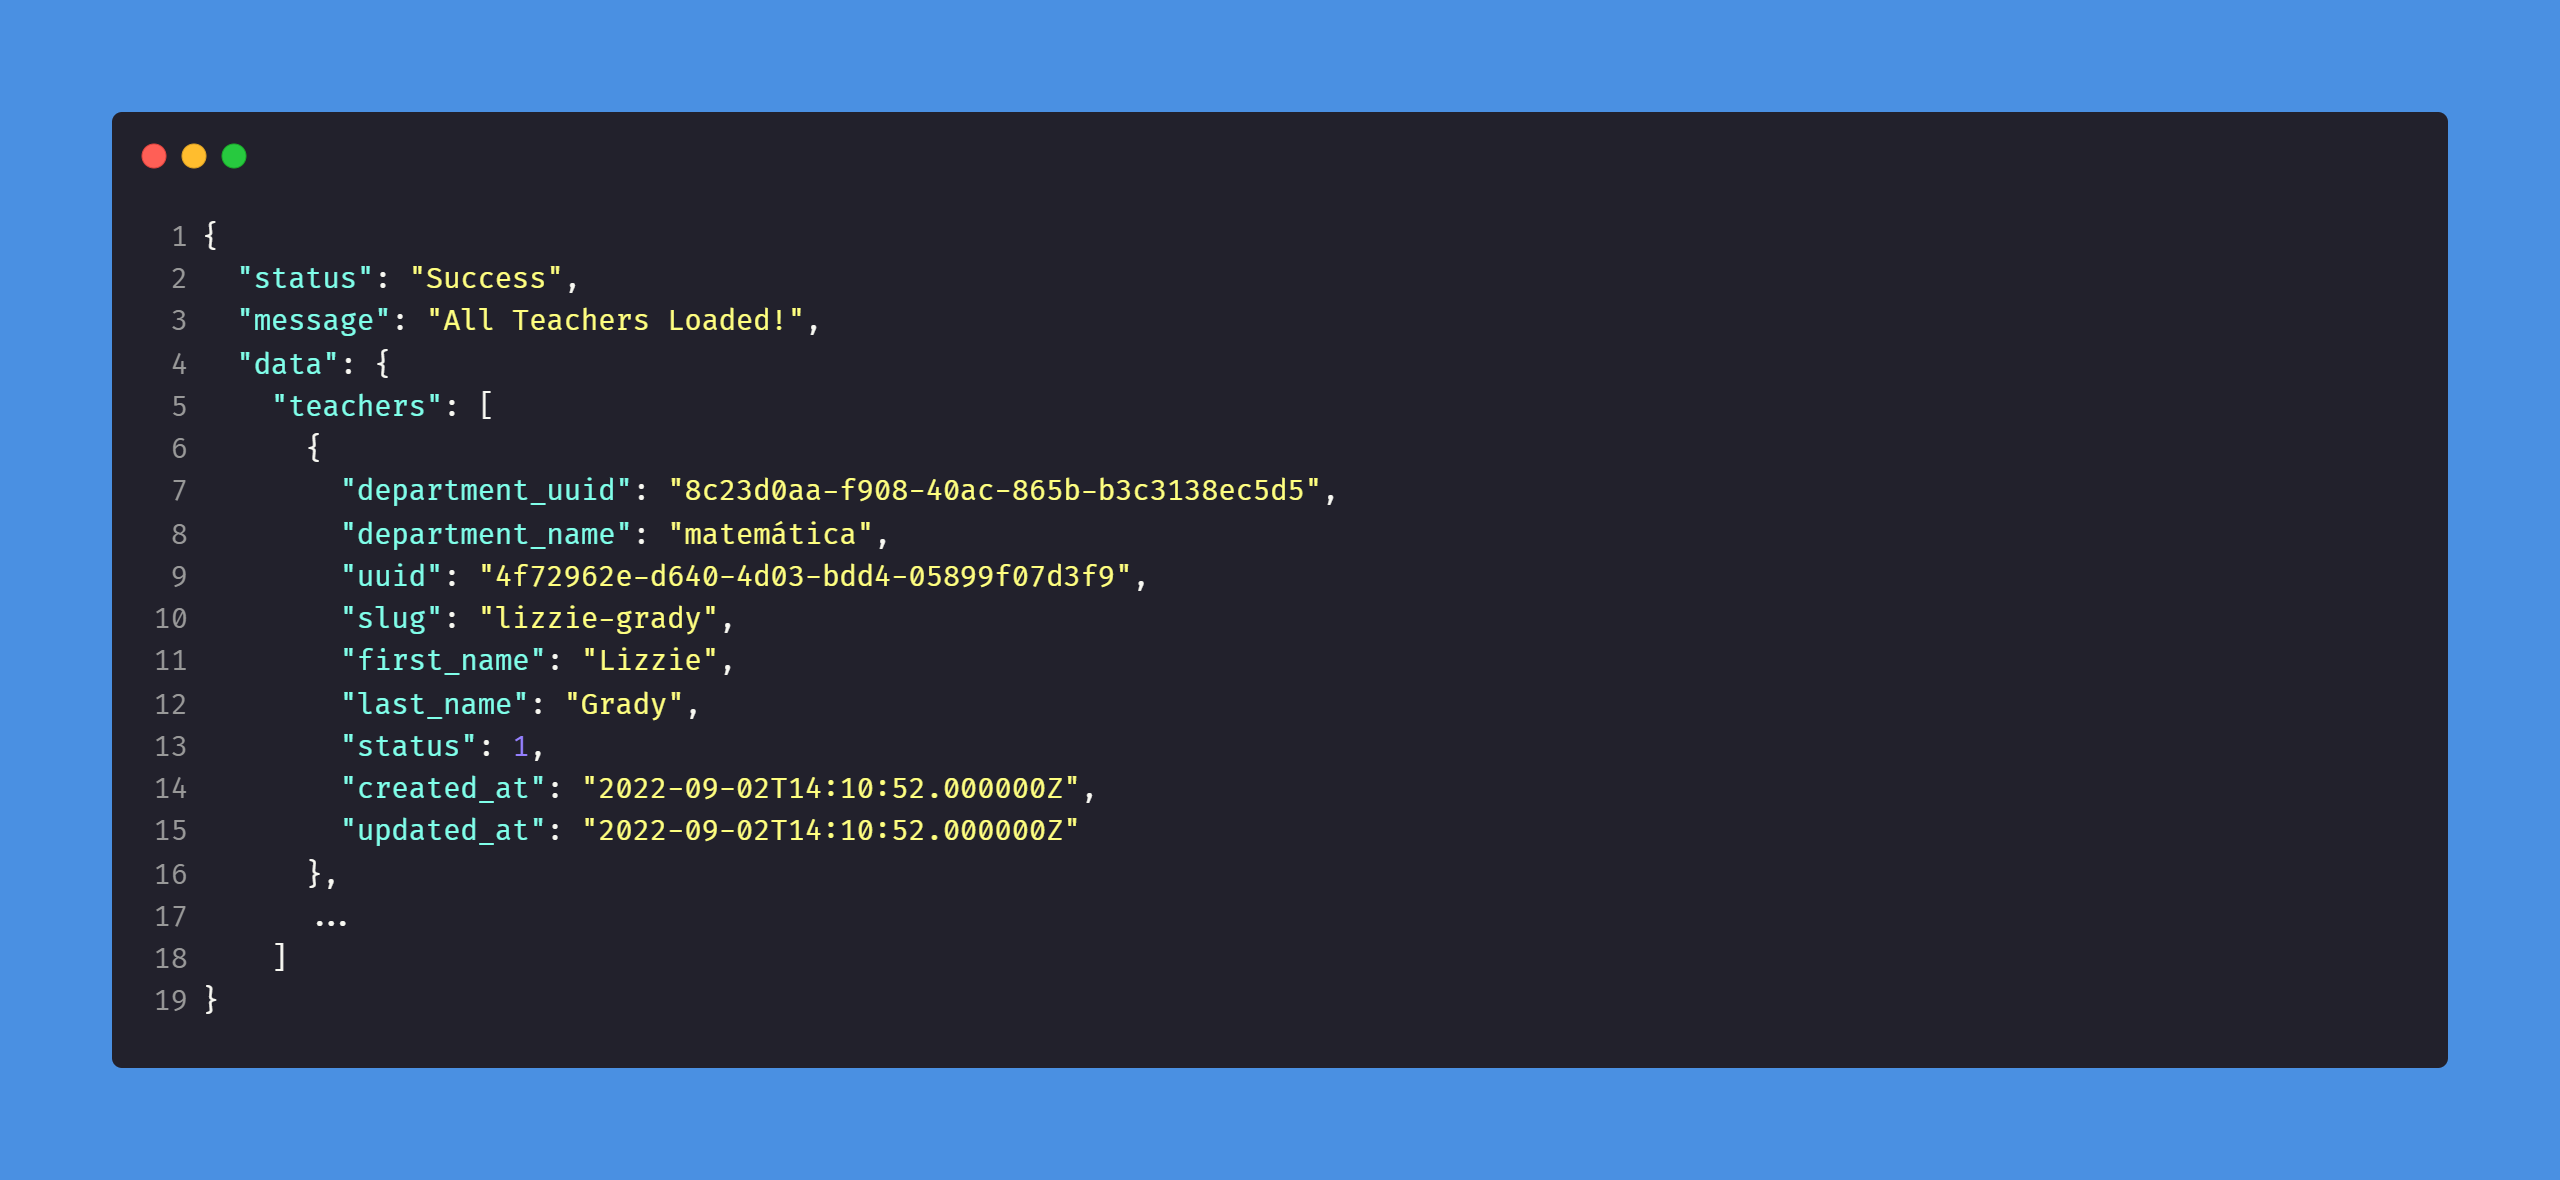 1 {
2   "status": "Success",
3   "message": "All Teachers Loaded!",
4   "data": {
5     "teachers": [
6       {
7         "department_uuid": "8c23d0aa-f908-40ac-865b-b3c3138ec5d5",
8         "department_name": "matemática",
9         "uuid": "4f72962e-d640-4d03-bdd4-05899f07d3f9",
10         "slug": "lizzie-grady",
11         "first_name": "Lizzie",
12         "last_name": "Grady",
13         "status": 1,
14         "created_at": "2022-09-02T14:10:52.000000Z",
15         "updated_at": "2022-09-02T14:10:52.000000Z"
16       },
17       ...
18     ]
19 }